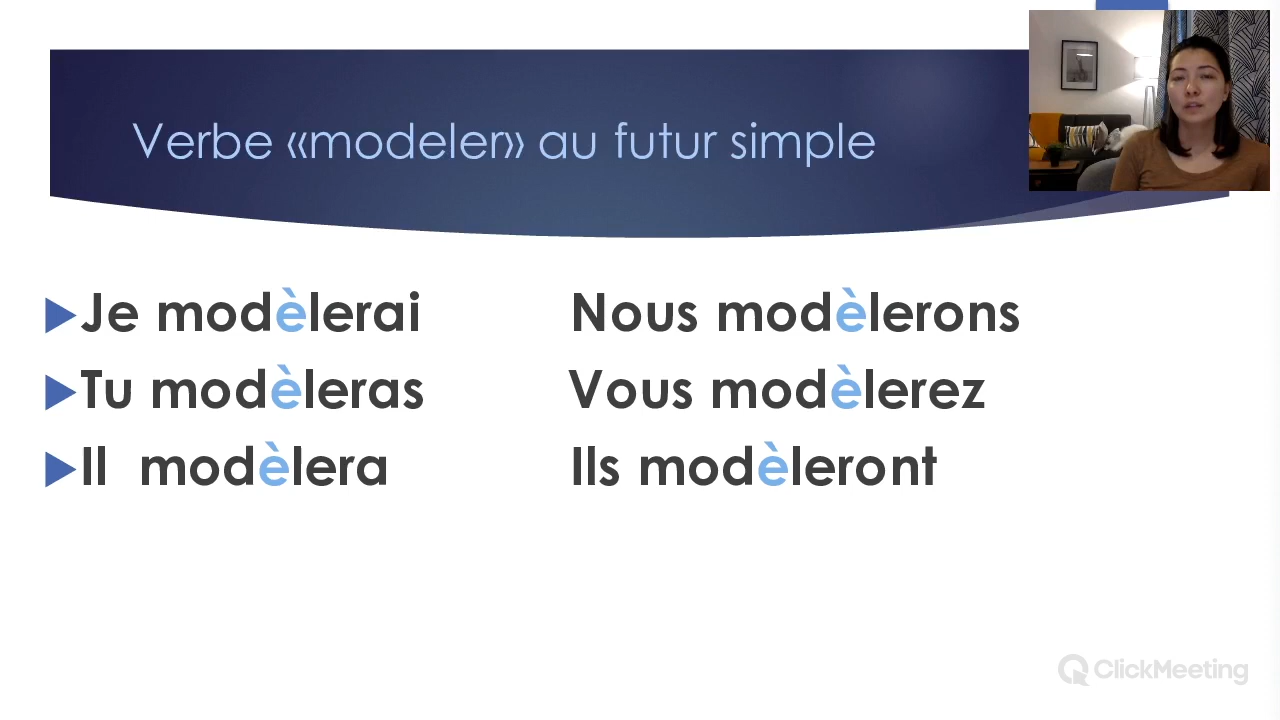 Verbe «modeler» au futur simple
Je modèlerai
Tu modèleras
Il modèlera
Nous modèlerons
Vous modèlerez
Ils modèleront
ClickMeeting